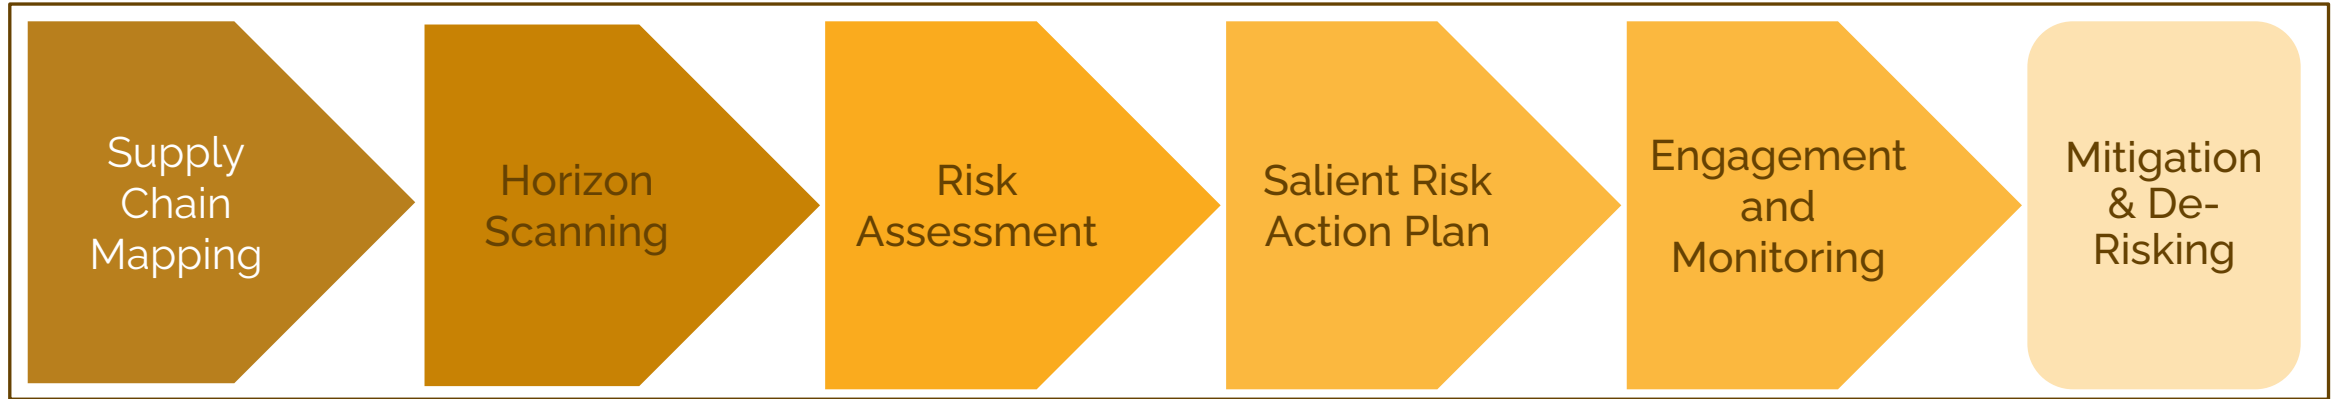 Supply
Chain
Mapping
Horizon
Scanning
Risk
Assessment
Salient Risk
Action Plan
Engagement
and
Monitoring
Mitigation
& De-
Risking